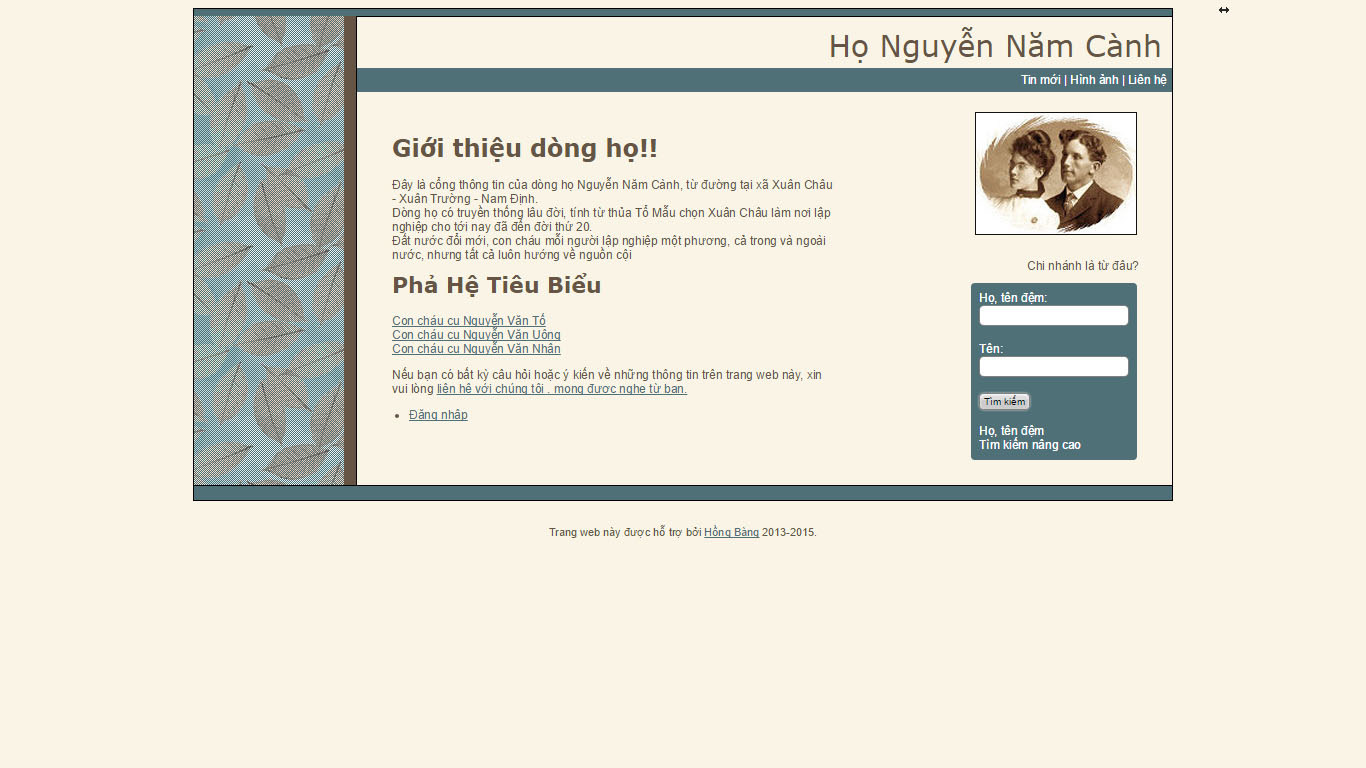 Họ Nguyễn Năm Cành
Tin mới | Hình ảnh | Liên hệ
Giới thiệu dòng họ!!
Đây là cổng thông tin của dòng họ Nguyễn Năm Cành, từ đường tại xã Xuân Châu
- Xuân Trường - Nam Định.
Dòng họ có truyền thống lâu đời, tính từ thủa Tổ Mẫu chọn Xuân Châu làm nơi lập
nghiệp cho tới nay đã đến đời thứ 20.
Đất nước đổi mới, con cháu mỗi người lập nghiệp một phương, cả trong và ngoài
nước, nhưng tất cả luôn hướng về nguồn cội
Phả Hệ Tiêu Biểu
Con cháu cụ Nguyễn Văn Tố
Con cháu cụ Nguyễn Văn Uông
Con cháu cụ Nguyễn Văn Nhân
Nếu bạn có bất kỳ câu hỏi hoặc ý kiến về những thông tin trên trang web này, xin
vui lòng liên hệ với chúng tôi . mong được nghe từ bạn.
• Đăng nhập
Chi nhánh lá từ đâu?
Họ, tên đệm:
Tên:
Tìm kiếm
Họ, tên đệm
Tìm kiếm nâng cao
Trang web này được hỗ trợ bởi Hồng Bàng 2013-2015.